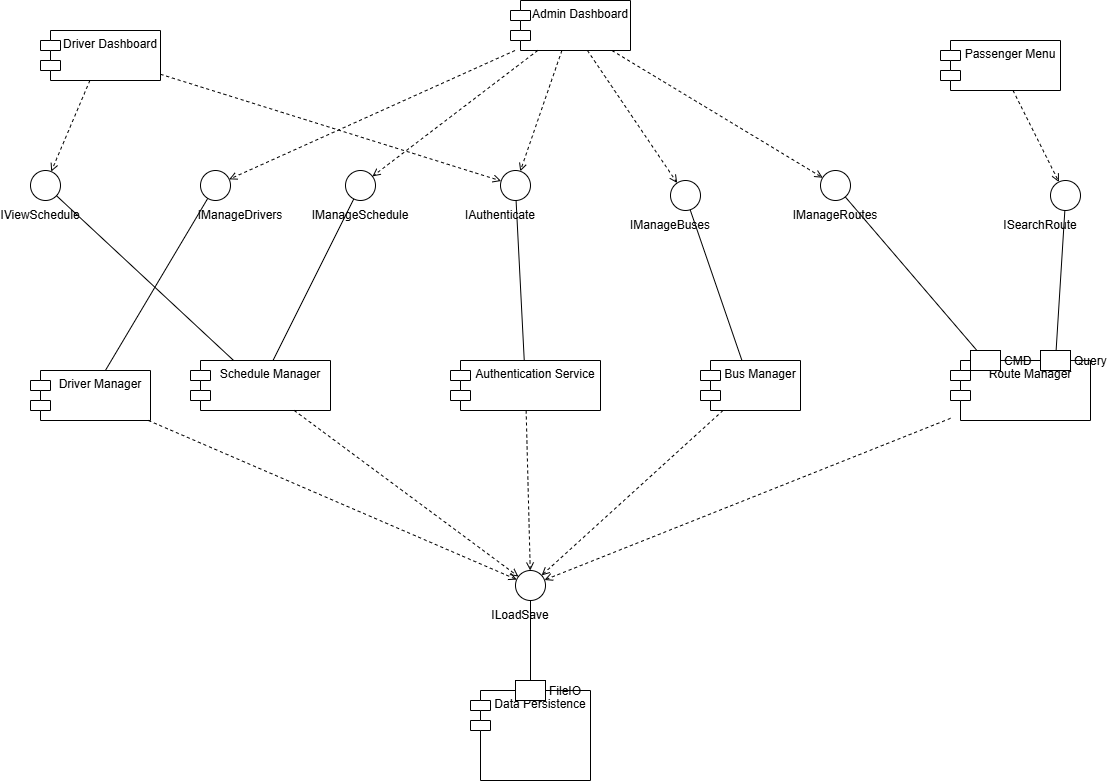 Admin Dashboard
Driver Dashboard
Passenger Menu
IViewSchedule
IManageDrivers
IManageSchedule
IAuthenticate
IManageBuses
IManageRoutes
ISearchRoute
Driver Manager
Schedule Manager
Authentication Service
Bus Manager
CMD
Query
Route Manager
ILoadSave
FileIO
Data Persistence